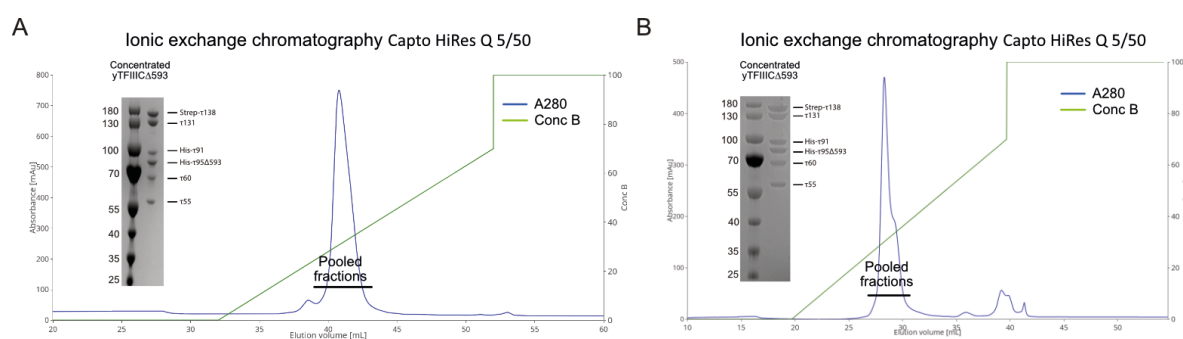 A
Ionic exchange chromatography Capto HiRes Q 5/50
Concentrated
yTFIIICΔ593
180
130
100
70
55
40
35
25
Strep-τ138
τ131
His-τ91
His-τ95Δ593
τ60
τ55
A280
Conc B
Pooled
fractions
Absorbance [mAu]
800
700
600
500
400
300
200
100
0
20
25
30
35
40
45
50
55
60
Elution volume [mL]
100
80
60
40
20
0
Conc B
B
Ionic exchange chromatography Capto HiRes Q 5/50
Concentrated
yTFIIICΔ593
180
130
100
70
55
40
35
25
Strep-τ138
τ131
His-τ91
His-τ95Δ593
τ60
τ55
A280
Conc B
Pooled
fractions
Absorbance [mAu]
500
400
300
200
100
0
10
15
20
25
30
35
40
45
50
Elution volume [mL]
100
80
60
40
20
0